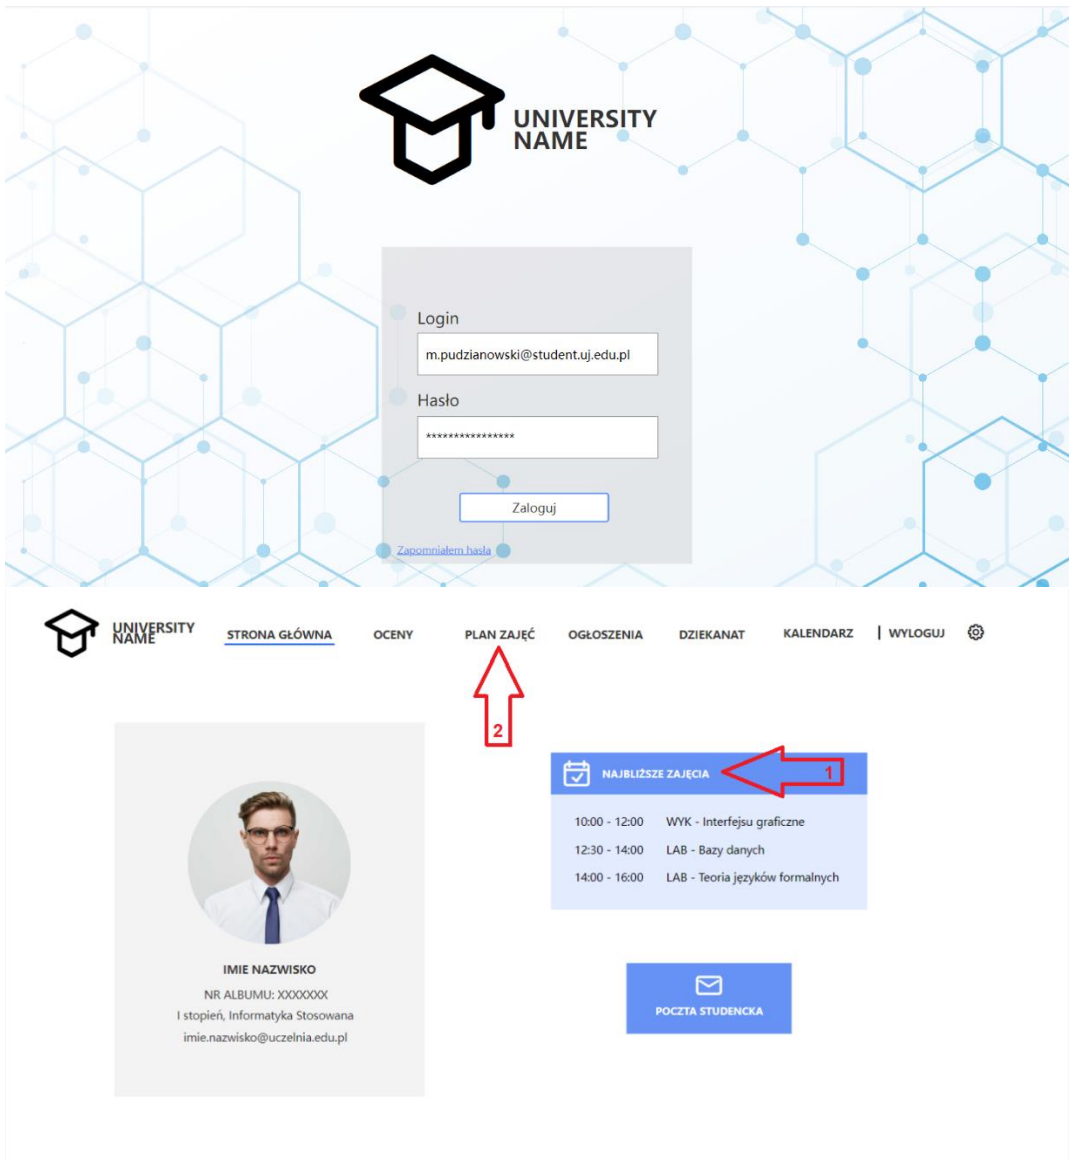 UNIVERSITY
NAME
Login
m.pudzianowski@student.uj.edu.pl
Hasło
****************
Zaloguj
Zapomniałem hasła
UNIVERSITY
NAME
STRONA GŁÓWNA OCENY PLAN ZAJĘĆ OGŁOSZENIA DZIEKANAT KALENDARZ | WYLOGUJ
2
NAJBLIŻSZE ZAJĘCIA 1
10:00 - 12:00 WYK - Interfejsu graficzne
12:30 - 14:00 LAB - Bazy danych
14:00 - 16:00 LAB - Teoria języków formalnych
IMIE NAZWISKO
NR ALBUMU: XXXXXXX
I stopień, Informatyka Stosowana
imie.nazwisko@uczelnia.edu.pl
POCZTA STUDENCKA